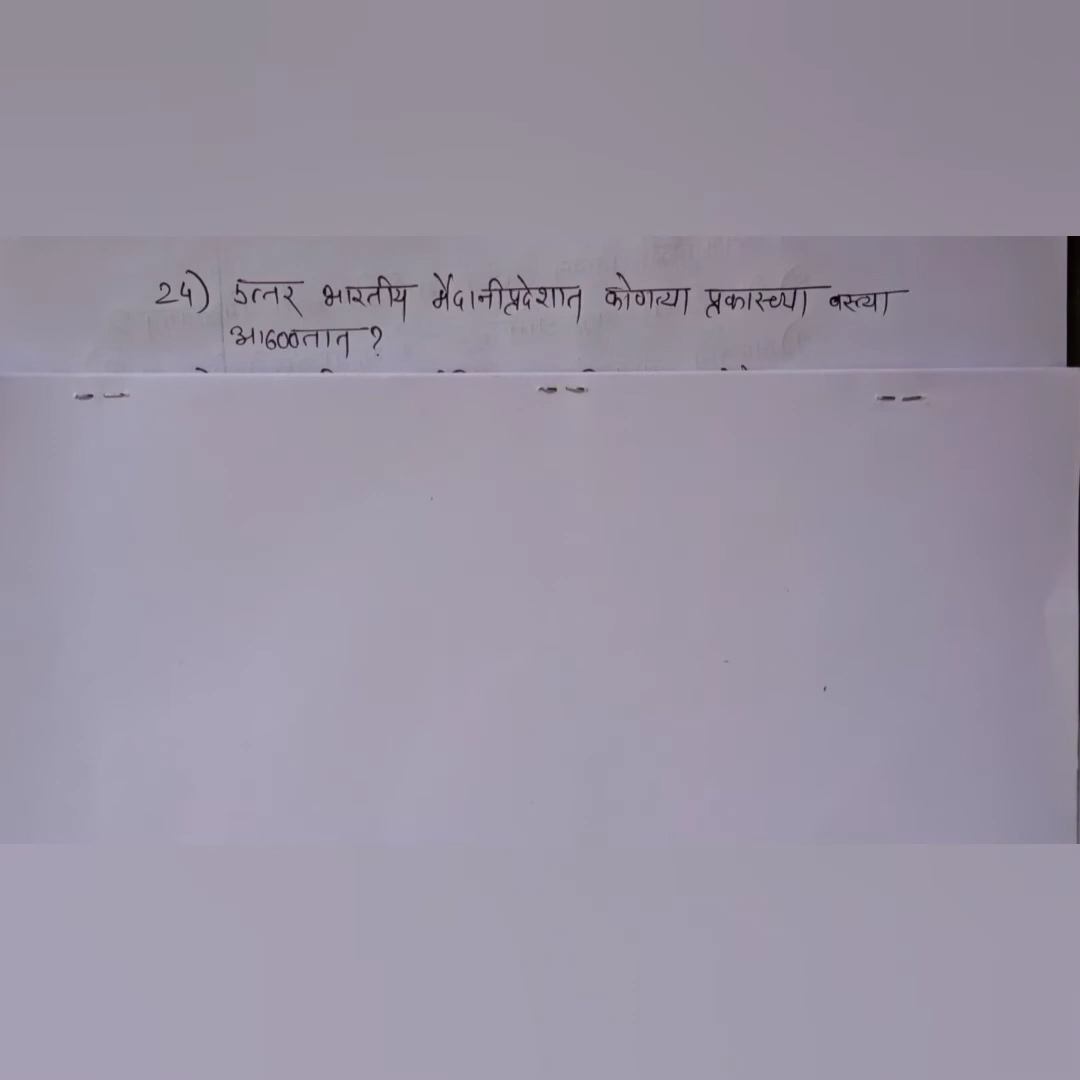 24) उत्तर भारतीय मैदानीप्रदेशात कोणत्या प्रकारच्या वस्त्या
आढळतात ?